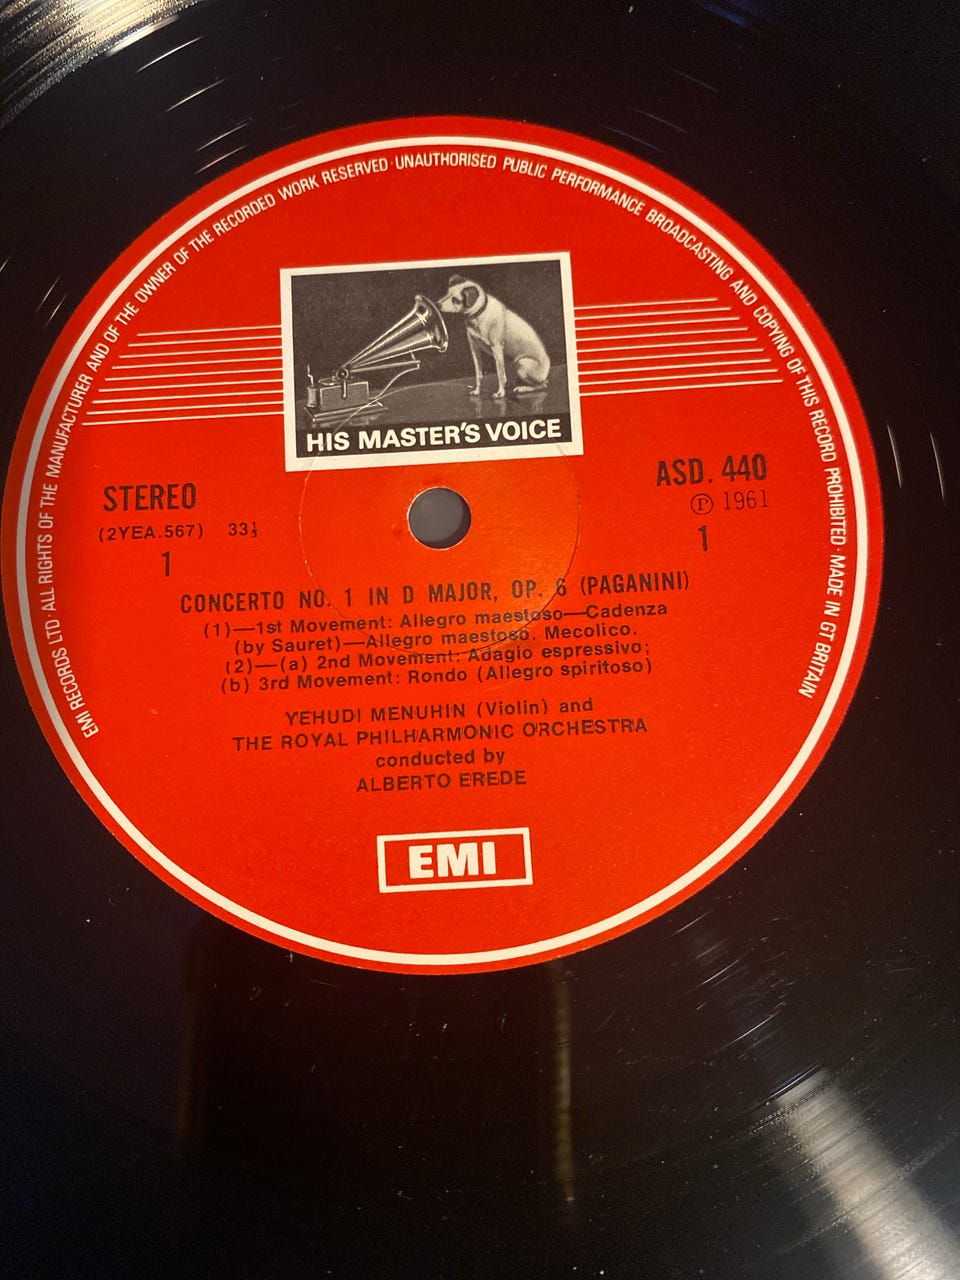 EMI RECORDS LTD · ALL RIGHTS OF THE MANUFACTURER AND OF THE OWNER OF THE RECORDED WORK RESERVED · UNAUTHORISED PUBLIC PERFORMANCE BROADCASTING AND COPYING OF THIS RECORD PROHIBITED · MADE IN GT BRITAIN
HIS MASTER'S VOICE
STEREO
(2YEA.567) 33⅓
1
ASD. 440
℗ 1961
1
CONCERTO NO. 1 IN D MAJOR, OP. 6 (PAGANINI)
(1)—1st Movement: Allegro maestoso—Cadenza
(by Sauret)—Allegro maestoso. Mecolico.
(2)—(a) 2nd Movement: Adagio espressivo;
(b) 3rd Movement: Rondo (Allegro spiritoso)
YEHUDI MENUHIN (Violin) and
THE ROYAL PHILHARMONIC ORCHESTRA
conducted by
ALBERTO EREDE
EMI